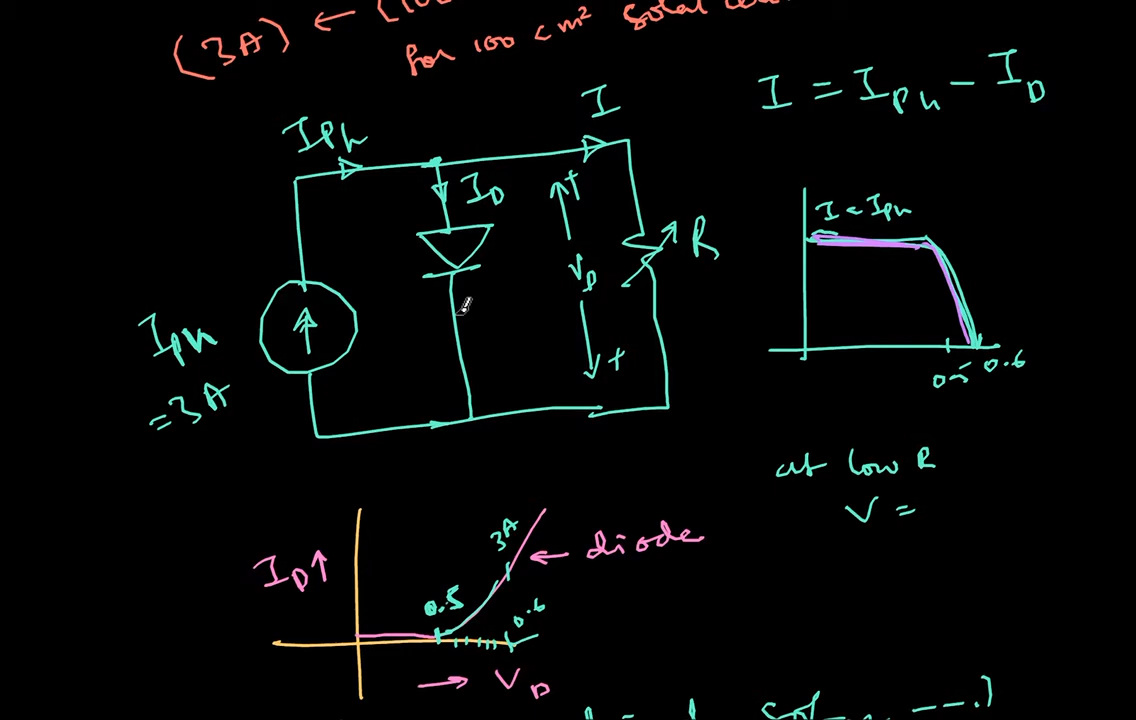 (3A) ←
for 100 cm² solar
I = Iph - ID
I
Iph
ID
+
VD
+
R
Iph
= 3A
I = Iph
0.5 0.6
at low R
V =
ID ↑
3A
← diode
0.5
0.6
→ VD